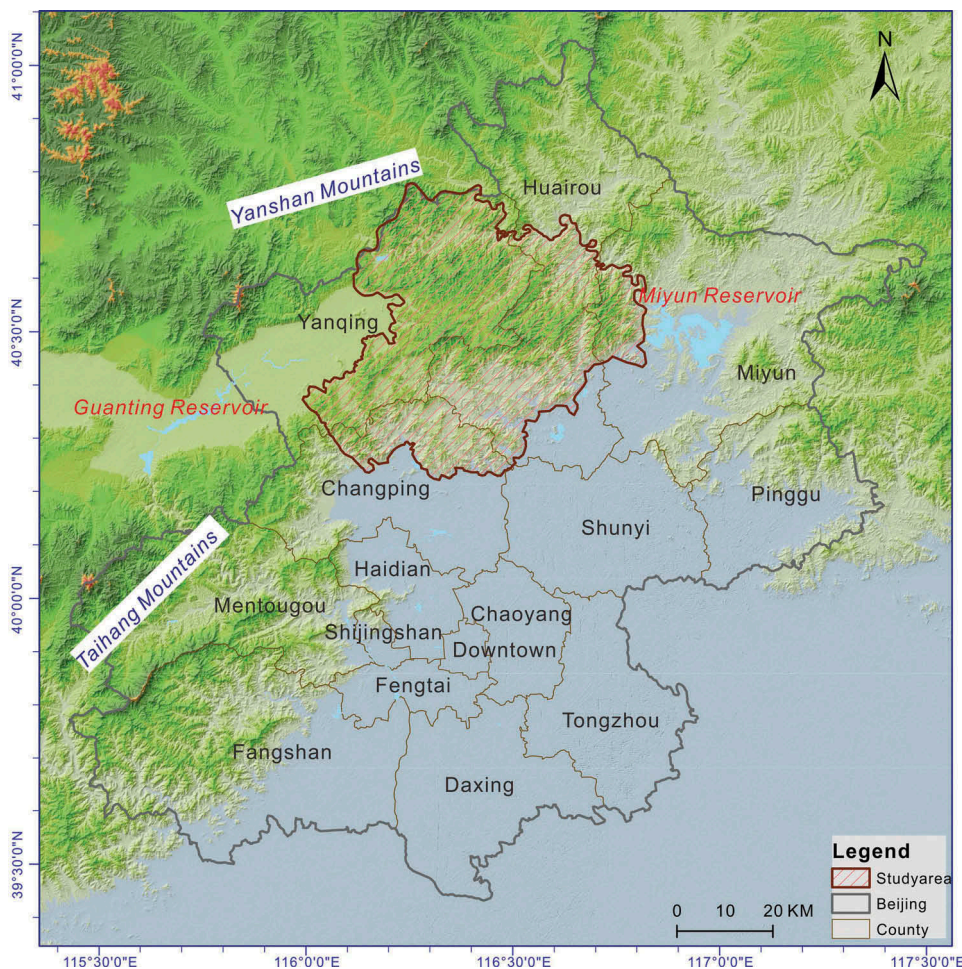 N
41°0'0"N
40°30'0"N
40°0'0"N
39°30'0"N
Huairou
Yanshan Mountains
Miyun Reservoir
Yanqing
Miyun
Guanting Reservoir
Changping
Pinggu
Shunyi
Taihang Mountains
Haidian
Mentougou
Chaoyang
Shijingshan
Downtown
Fengtai
Tongzhou
Fangshan
Daxing
Legend
Studyarea
Beijing
County
0 10 20 KM
115°30'0"E 116°0'0"E 116°30'0"E 117°0'0"E 117°30'0"E